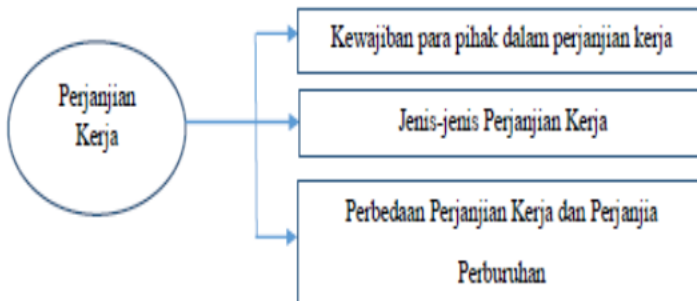 Perjanjian
Kerja
Kewajiban para pihak dalam perjanjian kerja
Jenis-jenis Perjanjian Kerja
Perbedaan Perjanjian Kerja dan Perjanjia
Perburuhan